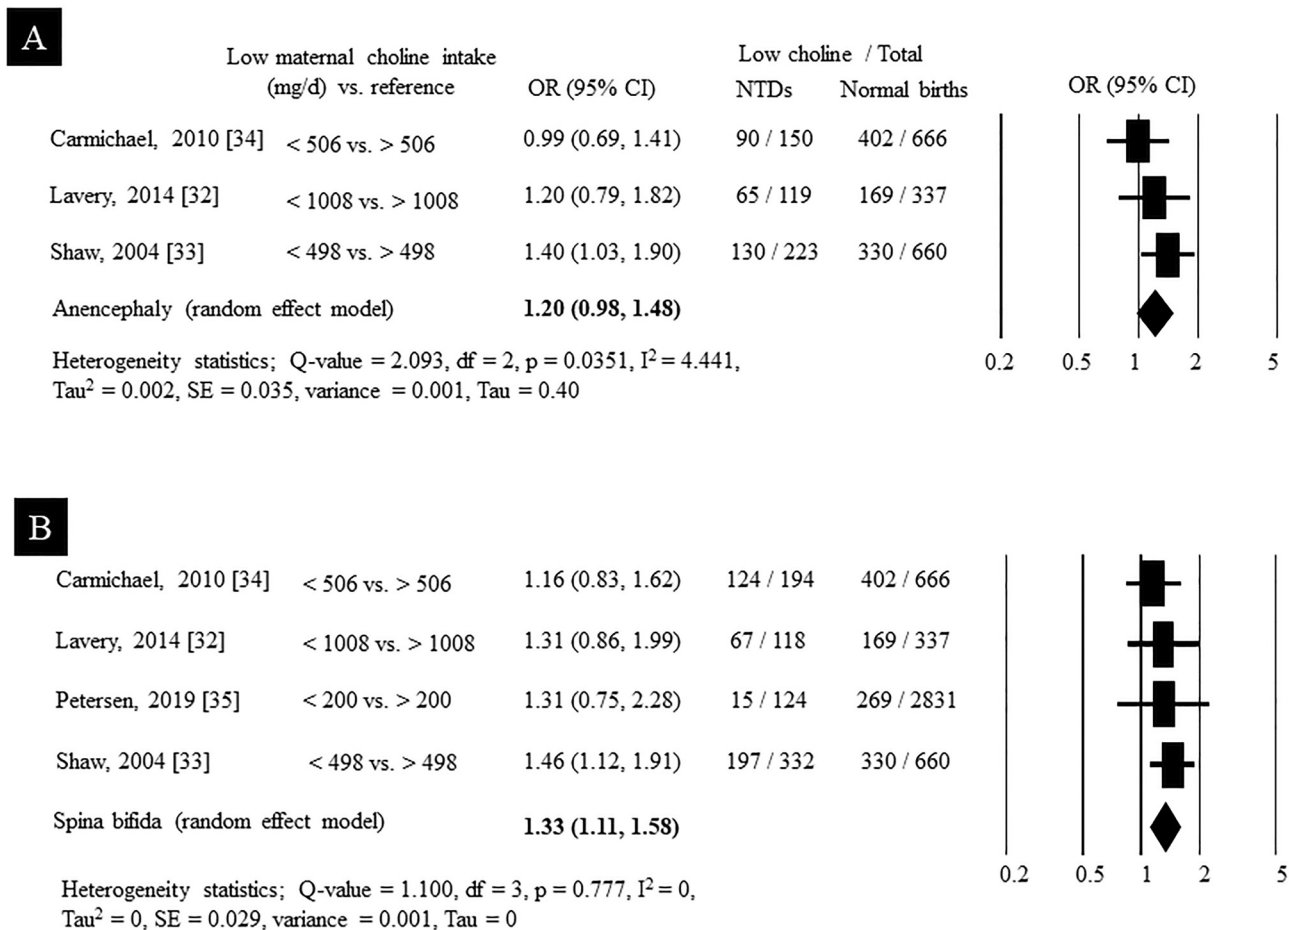 A
Low maternal choline intake
(mg/d) vs. reference
OR (95% CI)
Low choline / Total
NTDs Normal births
OR (95% CI)
Carmichael, 2010 [34] < 506 vs. > 506 0.99 (0.69, 1.41) 90 / 150 402 / 666
Lavery, 2014 [32] < 1008 vs. > 1008 1.20 (0.79, 1.82) 65 / 119 169 / 337
Shaw, 2004 [33] < 498 vs. > 498 1.40 (1.03, 1.90) 130 / 223 330 / 660
Anencephaly (random effect model) 1.20 (0.98, 1.48)
0.2 0.5 1 2 5
Heterogeneity statistics; Q-value = 2.093, df = 2, p = 0.0351, I² = 4.441,
Tau² = 0.002, SE = 0.035, variance = 0.001, Tau = 0.40
B
Carmichael, 2010 [34] < 506 vs. > 506 1.16 (0.83, 1.62) 124 / 194 402 / 666
Lavery, 2014 [32] < 1008 vs. > 1008 1.31 (0.86, 1.99) 67 / 118 169 / 337
Petersen, 2019 [35] < 200 vs. > 200 1.31 (0.75, 2.28) 15 / 124 269 / 2831
Shaw, 2004 [33] < 498 vs. > 498 1.46 (1.12, 1.91) 197 / 332 330 / 660
Spina bifida (random effect model) 1.33 (1.11, 1.58)
0.2 0.5 1 2 5
Heterogeneity statistics; Q-value = 1.100, df = 3, p = 0.777, I² = 0,
Tau² = 0, SE = 0.029, variance = 0.001, Tau = 0